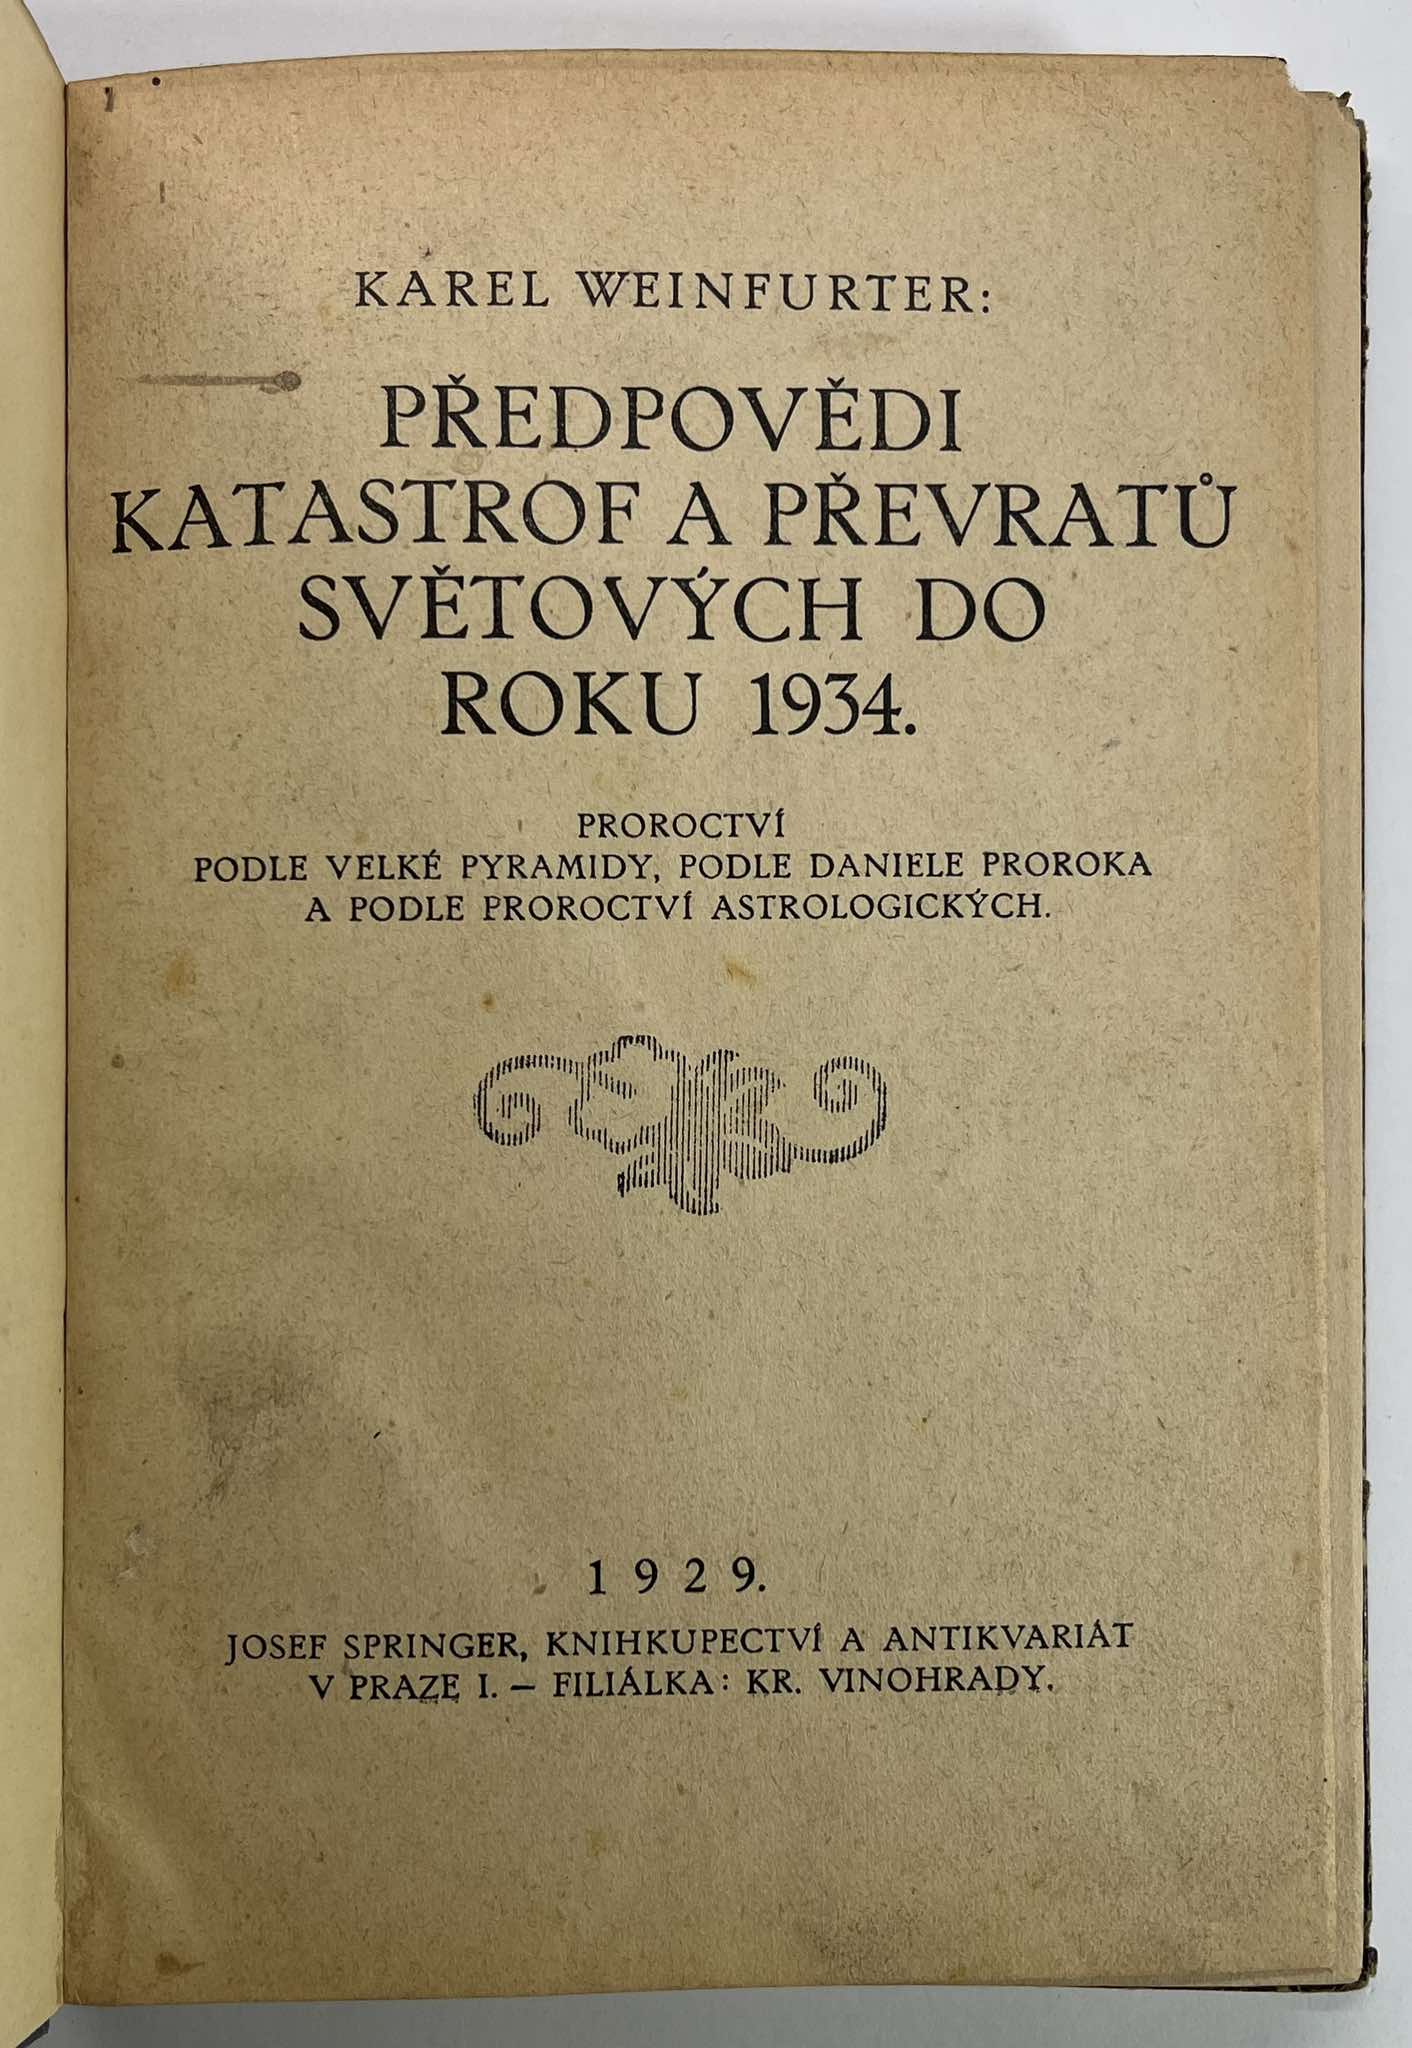 KAREL WEINFURTER:
PŘEDPOVĚDI
KATASTROF A PŘEVRATŮ
SVĚTOVÝCH DO
ROKU 1934.
PROROCTVÍ
PODLE VELKÉ PYRAMIDY, PODLE DANIELE PROROKA
A PODLE PROROCTVÍ ASTROLOGICKÝCH.
1929.
JOSEF SPRINGER, KNIHKUPECTVÍ A ANTIKVARIÁT
V PRAZE I. — FILIÁLKA: KR. VINOHRADY.